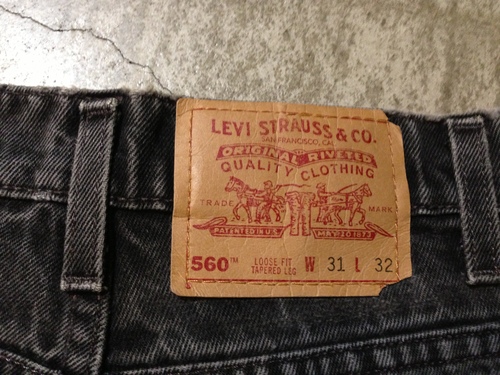 LEVI STRAUSS & CO.
SAN FRANCISCO, CAL
ORIGINAL RIVETED
QUALITY CLOTHING
TRADE MARK
PATENTED IN U.S. MAY 20 1873
560™ LOOSE FIT W 31 L 32
TAPERED LEG